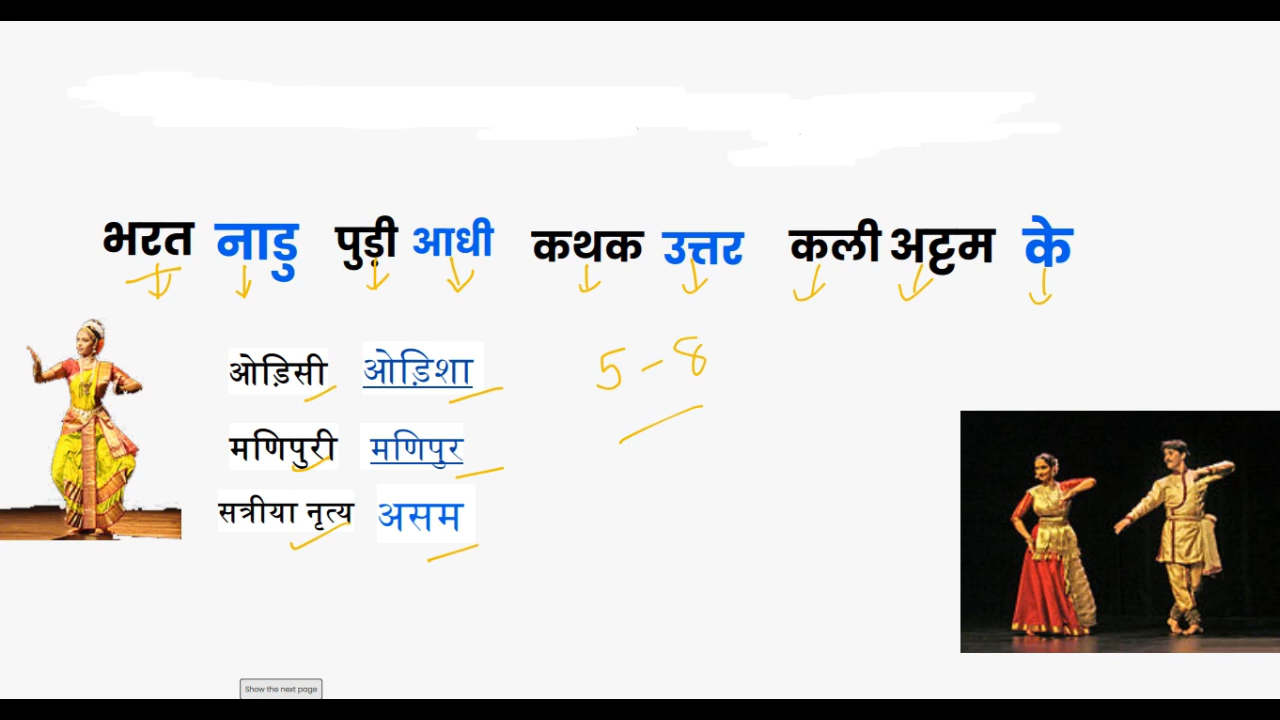 भरत नाडु पुड़ी आधी कथक उत्तर कली अट्टम के
ओड़िसी ओड़िशा
5-8
मणिपुरी मणिपुर
सत्रीया नृत्य असम
Show the next page